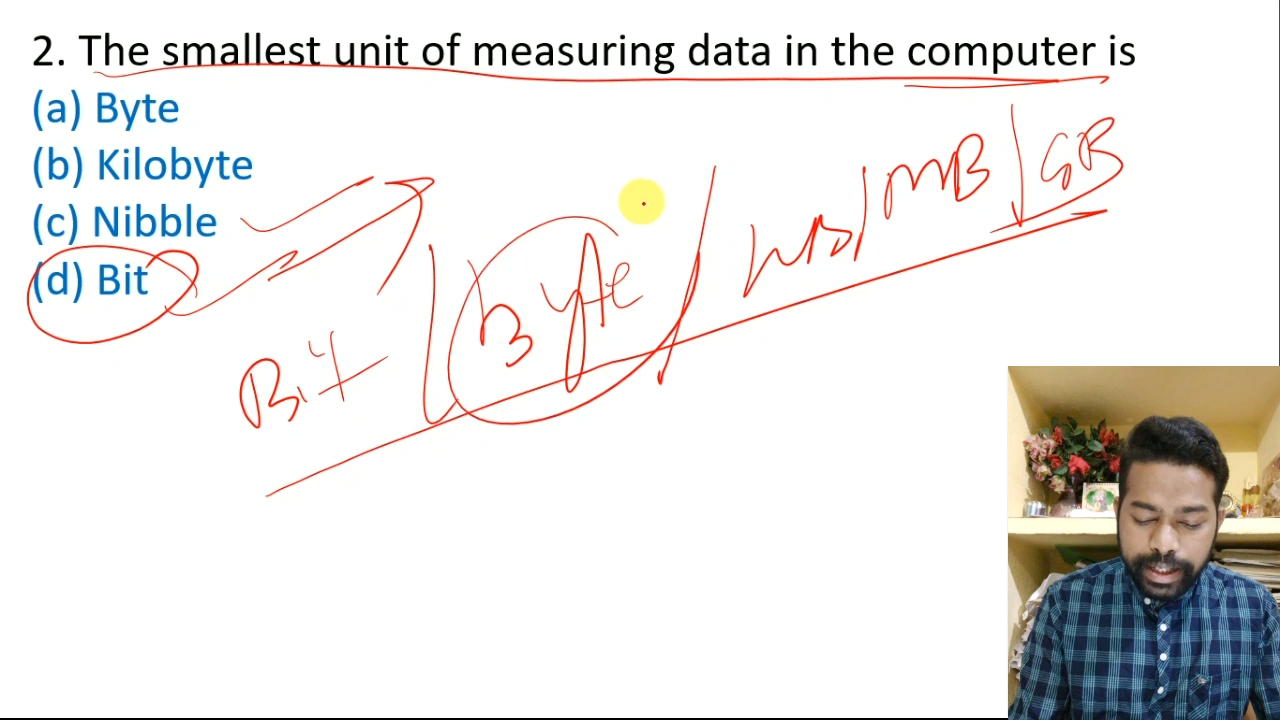 2. The smallest unit of measuring data in the computer is
(a) Byte
(b) Kilobyte
(c) Nibble
(d) Bit
Bit Byte MB GB